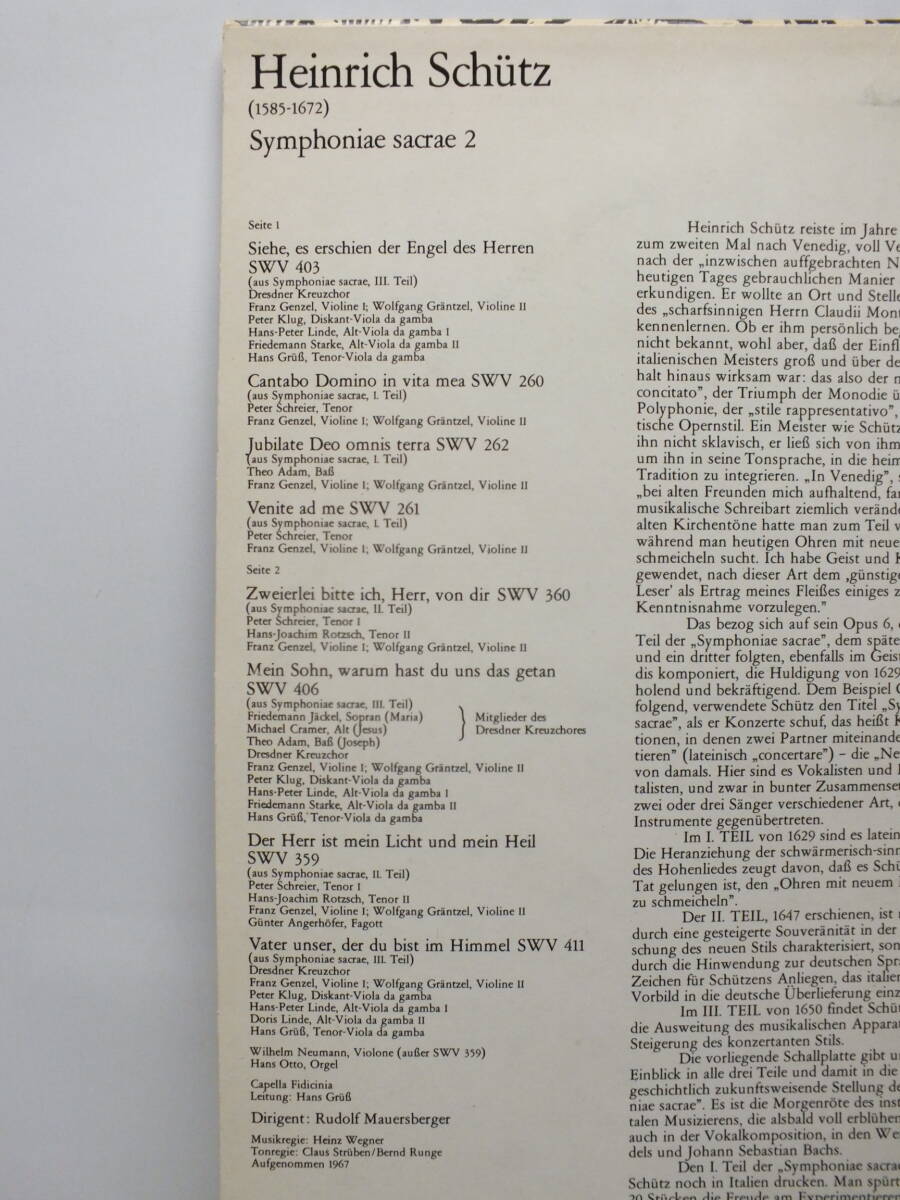 Heinrich Schütz
(1585-1672)
Symphoniae sacrae 2
Seite 1
Siehe, es erschien der Engel des Herren
SWV 403
(aus Symphoniae sacrae, III. Teil)
Dresdner Kreuzchor
Franz Genzel, Violine I; Wolfgang Gräntzel, Violine II
Peter Klug, Diskant-Viola da gamba
Hans-Peter Linde, Alt-Viola da gamba I
Friedemann Starke, Alt-Viola da gamba II
Hans Grüß, Tenor-Viola da gamba
Cantabo Domino in vita mea SWV 260
(aus Symphoniae sacrae, I. Teil)
Peter Schreier, Tenor
Franz Genzel, Violine I; Wolfgang Gräntzel, Violine II
Jubilate Deo omnis terra SWV 262
(aus Symphoniae sacrae, I. Teil)
Theo Adam, Baß
Franz Genzel, Violine I; Wolfgang Gräntzel, Violine II
Venite ad me SWV 261
(aus Symphoniae sacrae, I. Teil)
Peter Schreier, Tenor
Franz Genzel, Violine I; Wolfgang Gräntzel, Violine II
Seite 2
Zweierlei bitte ich, Herr, von dir SWV 360
(aus Symphoniae sacrae, II. Teil)
Peter Schreier, Tenor I
Hans-Joachim Rotzsch, Tenor II
Franz Genzel, Violine I; Wolfgang Gräntzel, Violine II
Mein Sohn, warum hast du uns das getan
SWV 406
(aus Symphoniae sacrae, III. Teil)
Friedemann Jäckel, Sopran (Maria)
Michael Cramer, Alt (Jesus)
Theo Adam, Baß (Joseph)
Mitglieder des
Dresdner Kreuzchores
Dresdner Kreuzchor
Franz Genzel, Violine I; Wolfgang Gräntzel, Violine II
Peter Klug, Diskant-Viola da gamba
Hans-Peter Linde, Alt-Viola da gamba I
Friedemann Starke, Alt-Viola da gamba II
Hans Grüß, Tenor-Viola da gamba
Der Herr ist mein Licht und mein Heil
SWV 359
(aus Symphoniae sacrae, II. Teil)
Peter Schreier, Tenor I
Hans-Joachim Rotzsch, Tenor II
Franz Genzel, Violine I; Wolfgang Gräntzel, Violine II
Günter Angerhöfer, Fagott
Vater unser, der du bist im Himmel SWV 411
(aus Symphoniae sacrae, III. Teil)
Dresdner Kreuzchor
Franz Genzel, Violine I; Wolfgang Gräntzel, Violine II
Peter Klug, Diskant-Viola da gamba
Hans-Peter Linde, Alt-Viola da gamba I
Doris Linde, Alt-Viola da gamba II
Hans Grüß, Tenor-Viola da gamba
Wilhelm Neumann, Violone (außer SWV 359)
Hans Otto, Orgel
Capella Fidicinia
Leitung: Hans Grüß
Dirigent: Rudolf Mauersberger
Musikregie: Heinz Wegner
Tonregie: Claus Strüben/Bernd Runge
Aufgenommen 1967
Heinrich Schütz reiste im Jahre
zum zweiten Mal nach Venedig, voll
nach der „inzwischen auffgebrachten
heutigen Tages gebrauchlichen Manier
erkundigen. Er wollte an Ort und Stelle
des „scharfsinnigen Herrn Claudii
kennenlernen. Ob er ihm persönlich
nicht bekannt, wohl aber, daß der
italienischen Meisters groß und über
halt hinaus wirksam war: das also der
concitato”, der Triumph der Monodie
Polyphonie, der „stile rappresentativo”,
tische Opernstil. Ein Meister wie Schütz
ihn nicht sklavisch, er ließ sich von ihm
um ihn in seine Tonsprache, in die
Tradition zu integrieren. „In Venedig”,
„bei alten Freunden mich aufhaltend,
musikalische Schreibart ziemlich
alten Kirchentöne hatte man zum Teil
während man heutigen Ohren mit
schmeicheln sucht. Ich habe Geist und
gewendet, nach dieser Art dem
Leser’ als Ertrag meines Fleißes einiges
Kenntnisnahme vorzulegen.”
Das bezog sich auf sein Opus 6,
Teil der „Symphoniae sacrae”, dem
und ein dritter folgten, ebenfalls im
dis komponiert, die Huldigung von 1629
holend und bekräftigend. Dem Beispiel
folgend, verwendete Schütz den Titel
sacrae”, als er Konzerte schuf, das heißt
tionen, in denen zwei Partner
tieren” (lateinisch „concertare”) – die
von damals. Hier sind es Vokalisten und
talisten, und zwar in bunter
zwei oder drei Sänger verschiedener Art,
Instrumente gegenübertreten.
Im I. TEIL von 1629 sind es
Die Heranziehung der
des Hohenliedes zeugt davon, daß es
Tat gelungen ist, den „Ohren mit neuem
zu schmeicheln”.
Der II. TEIL, 1647 erschienen, ist
durch eine gesteigerte Souveränität in der
schung des neuen Stils charakterisiert,
durch die Hinwendung zur deutschen
Zeichen für Schützens Anliegen, das
Vorbild in die deutsche Überlieferung
Im III. TEIL von 1650 findet
die Ausweitung des musikalischen
Steigerung des konzertanten Stils.
Die vorliegende Schallplatte gibt
Einblick in alle drei Teile und damit in die
geschichtlich zukunftsweisende Stellung
niae sacrae”. Es ist die Morgenröte des
talen Musizierens, die alsbald voll
auch in der Vokalkomposition, in den
dels und Johann Sebastian Bachs.
Den I. Teil der „Symphoniae
Schütz noch in Italien drucken. Man
20 Stücken die Freude am